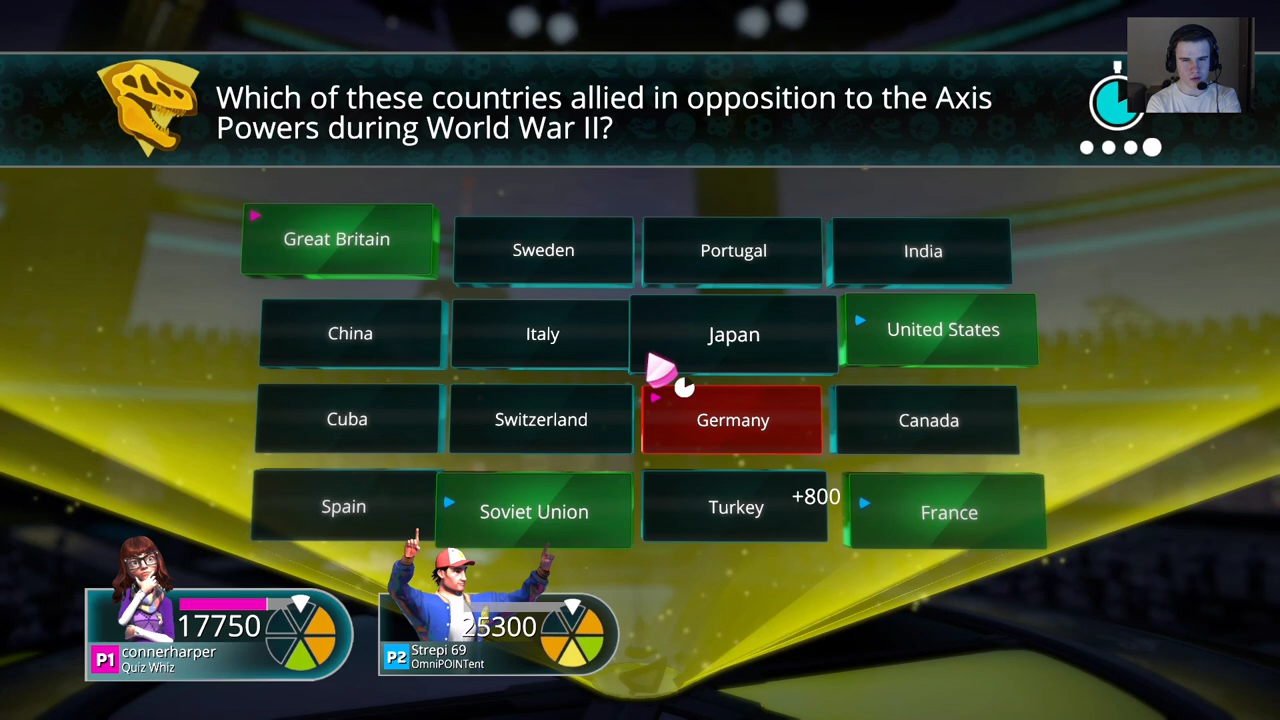 Which of these countries allied in opposition to the Axis
Powers during World War II?
Great Britain
Sweden
Portugal
India
China
Italy
Japan
United States
Cuba
Switzerland
Germany
Canada
Spain
Soviet Union
Turkey
+800
France
17750
P1
connerharper
Quiz Whiz
25300
P2
Strepi 69
OmniPOINTent